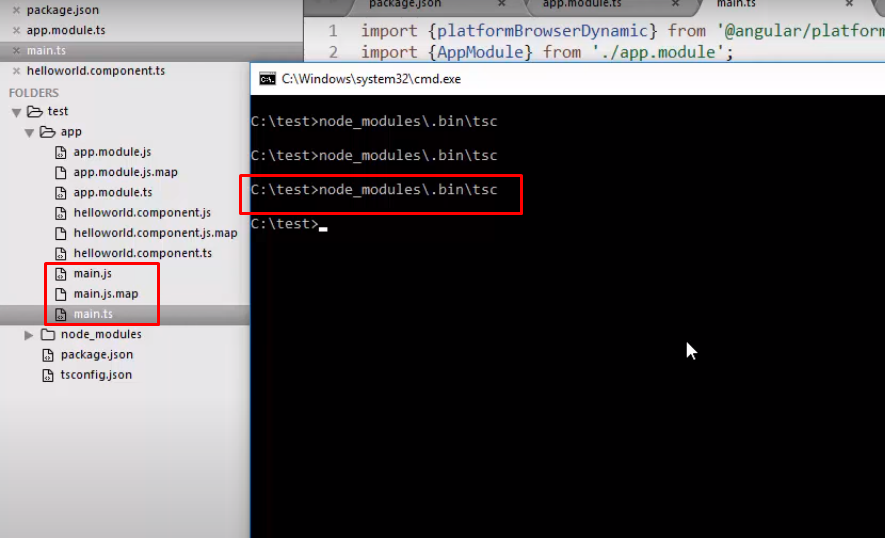 package.json
app.module.ts
main.ts
helloworld.component.ts
FOLDERS
test
app
app.module.js
app.module.js.map
app.module.ts
helloworld.component.js
helloworld.component.js.map
helloworld.component.ts
main.js
main.js.map
main.ts
node_modules
package.json
tsconfig.json
package.json app.module.ts main.ts
1 import {platformBrowserDynamic} from '@angular/platform
2 import {AppModule} from './app.module';
C:\Windows\system32\cmd.exe
C:\test>node_modules\.bin\tsc
C:\test>node_modules\.bin\tsc
C:\test>node_modules\.bin\tsc
C:\test>